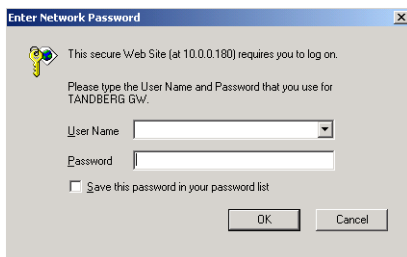 Enter Network Password
This secure Web Site (at 10.0.0.180) requires you to log on.
Please type the User Name and Password that you use for
TANDBERG GW.
User Name
Password
Save this password in your password list
OK Cancel